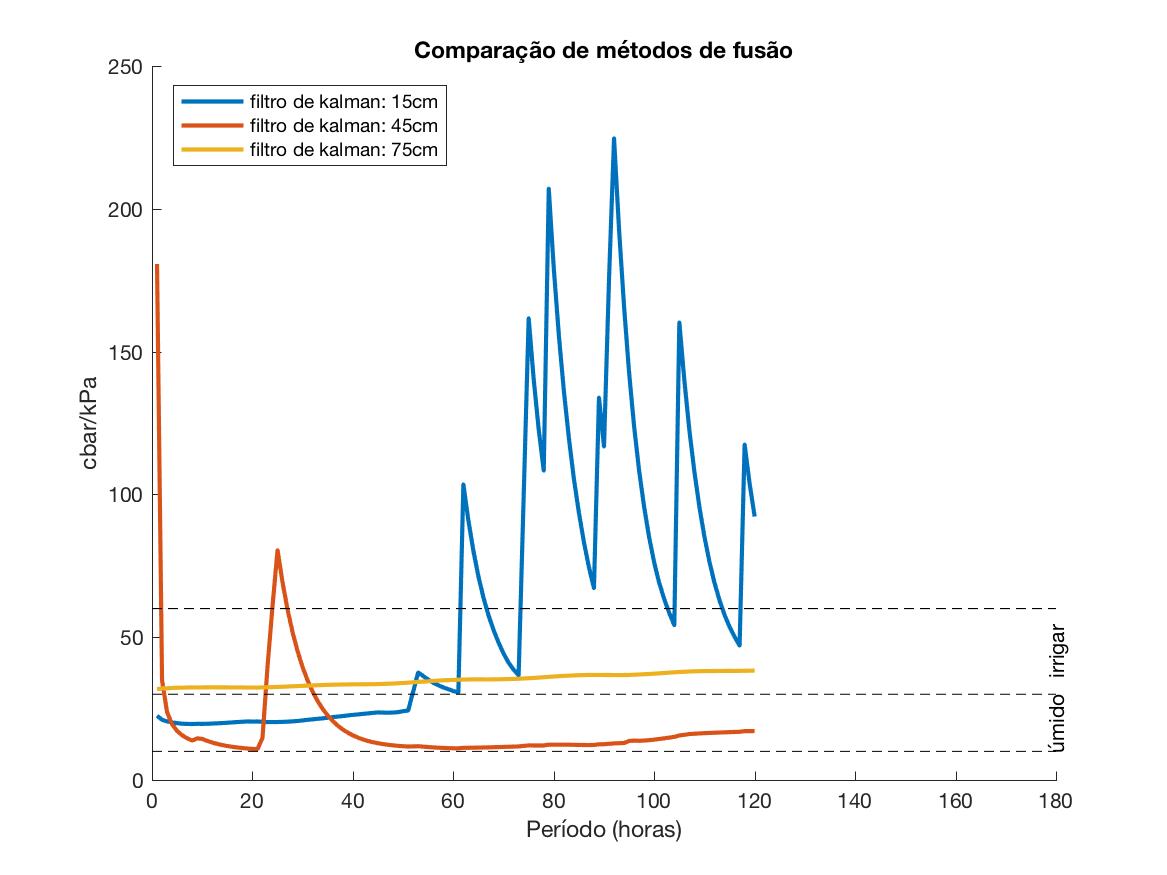 Comparação de métodos de fusão
250
200
150
100
50
0
cbar/kPa
filtro de kalman: 15cm
filtro de kalman: 45cm
filtro de kalman: 75cm
irrigar
úmido
0 20 40 60 80 100 120 140 160 180
Período (horas)